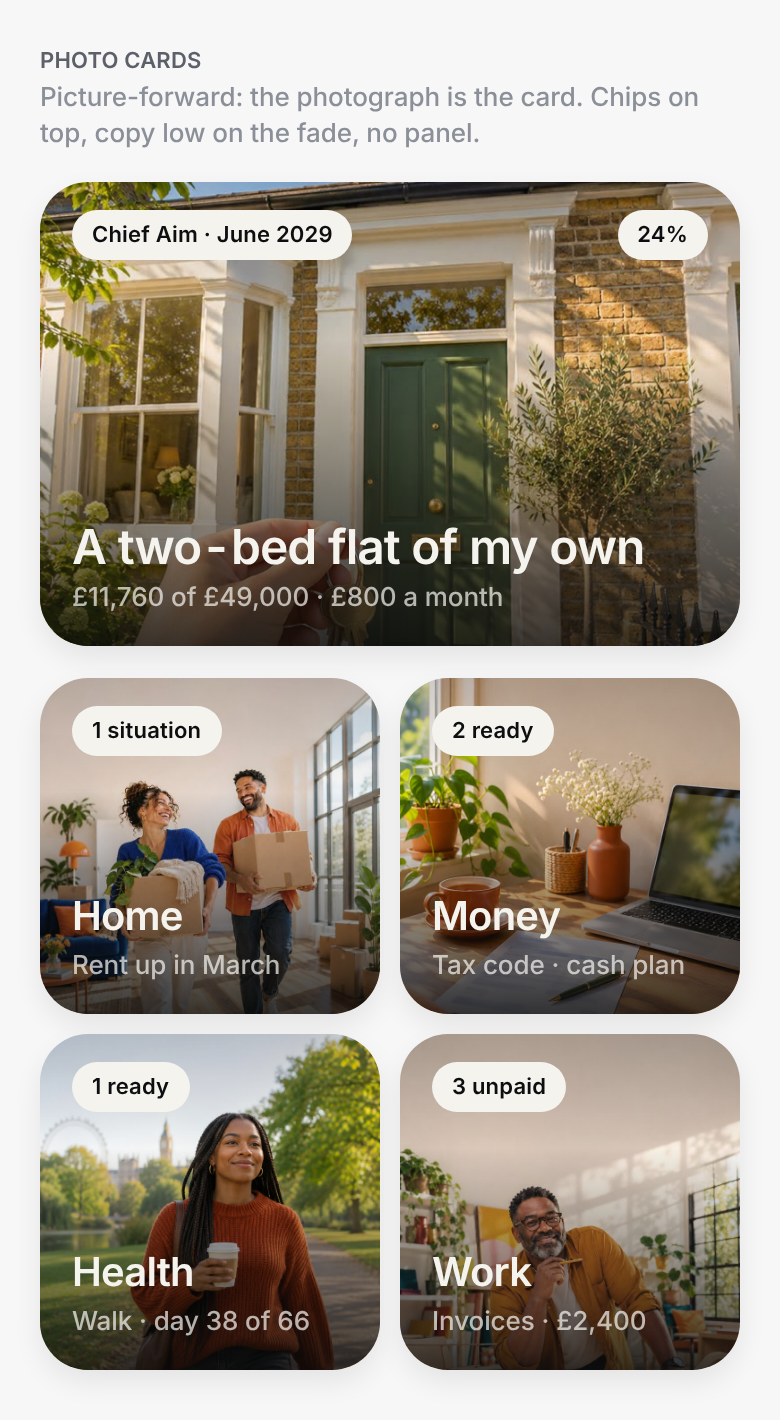 PHOTO CARDS
Picture-forward: the photograph is the card. Chips on
top, copy low on the fade, no panel.
Chief Aim · June 2029
24%
A two-bed flat of my own
£11,760 of £49,000 · £800 a month
1 situation
2 ready
Home
Rent up in March
Money
Tax code · cash plan
1 ready
3 unpaid
Health
Walk · day 38 of 66
Work
Invoices · £2,400